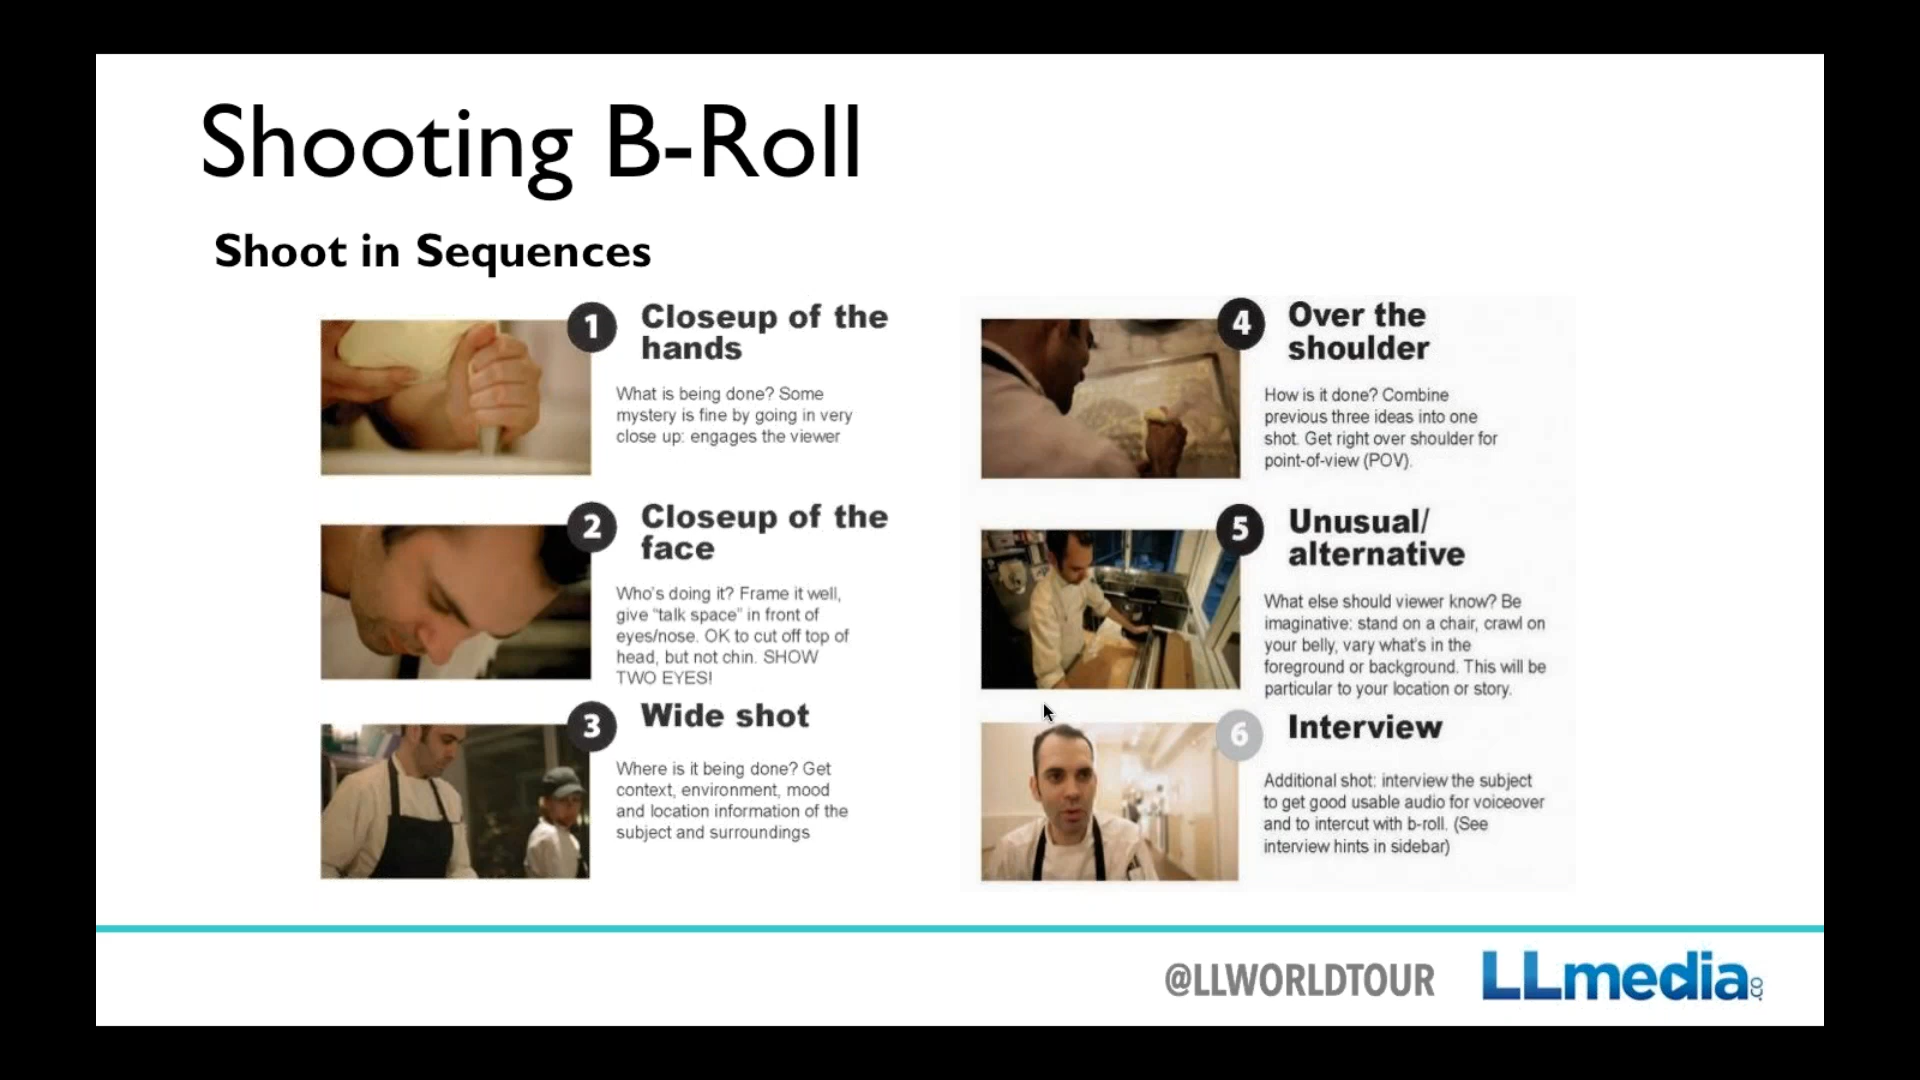 Shooting B-Roll
Shoot in Sequences
1
Closeup of the
hands
What is being done? Some
mystery is fine by going in very
close up: engages the viewer
2
Closeup of the
face
Who's doing it? Frame it well,
give "talk space" in front of
eyes/nose. OK to cut off top of
head, but not chin. SHOW
TWO EYES!
3
Wide shot
Where is it being done? Get
context, environment, mood
and location information of the
subject and surroundings
4
Over the
shoulder
How is it done? Combine
previous three ideas into one
shot. Get right over shoulder for
point-of-view (POV).
5
Unusual/
alternative
What else should viewer know? Be
imaginative: stand on a chair, crawl on
your belly, vary what's in the
foreground or background. This will be
particular to your location or story.
6
Interview
Additional shot: interview the subject
to get good usable audio for voiceover
and to intercut with b-roll. (See
interview hints in sidebar)
@LLWORLDTOUR
LLmedia.co